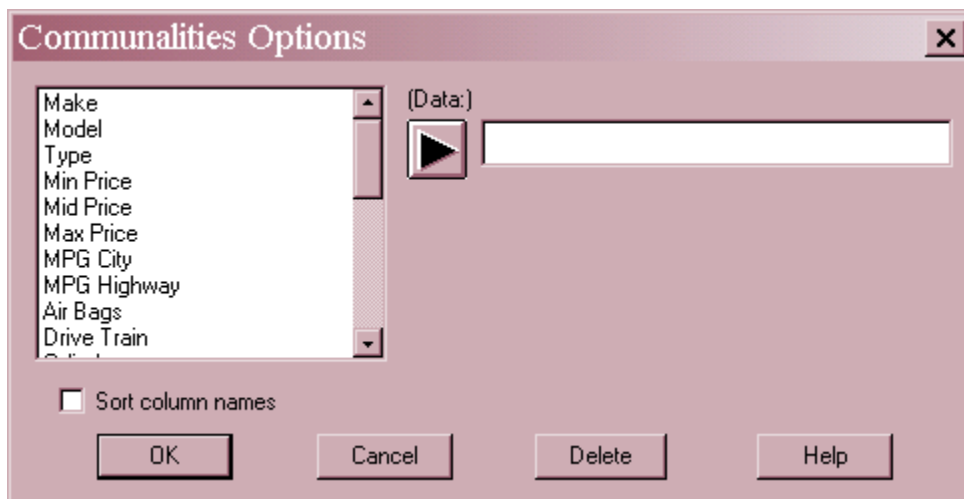 Communalities Options
Make
Model
Type
Min Price
Mid Price
Max Price
MPG City
MPG Highway
Air Bags
Drive Train
(Data:)
Sort column names
OK
Cancel
Delete
Help